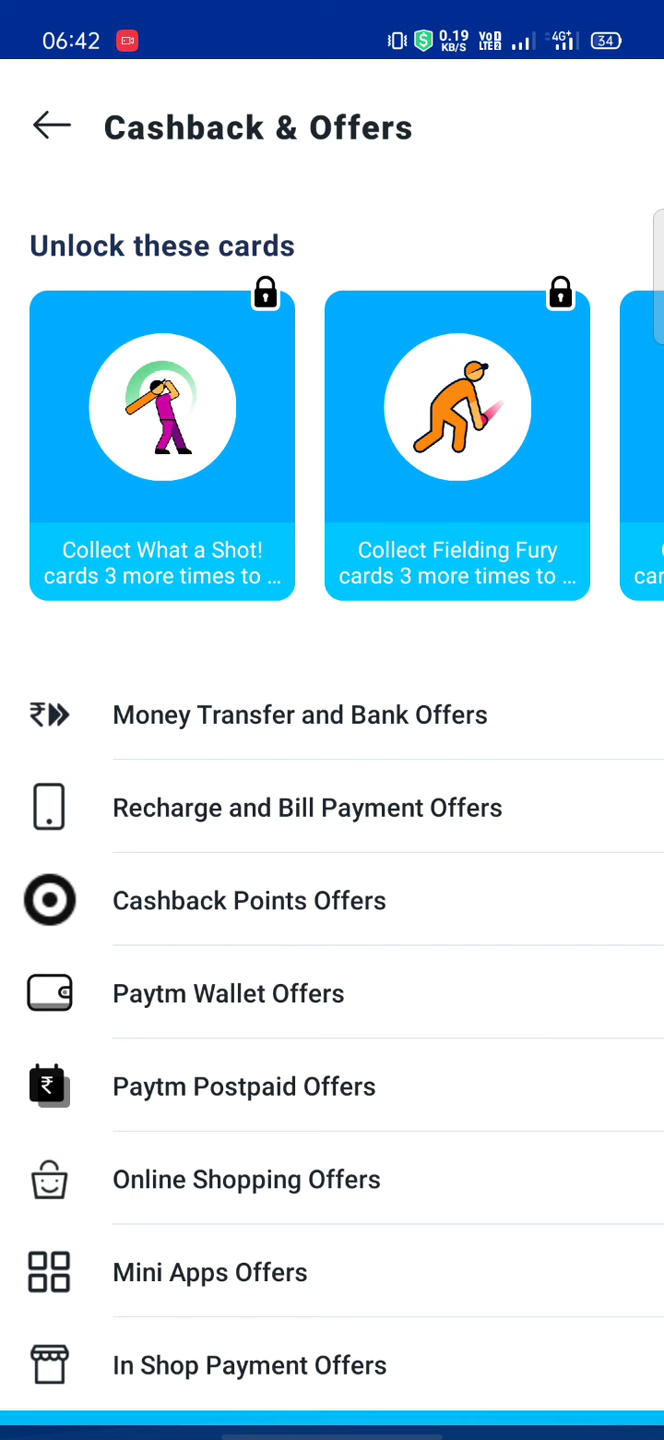 06:42
0.19 KB/S
Vo LTE2
4G+
34
Cashback & Offers
Unlock these cards
Collect What a Shot!
cards 3 more times to ...
Collect Fielding Fury
cards 3 more times to ...
Money Transfer and Bank Offers
Recharge and Bill Payment Offers
Cashback Points Offers
Paytm Wallet Offers
Paytm Postpaid Offers
Online Shopping Offers
Mini Apps Offers
In Shop Payment Offers